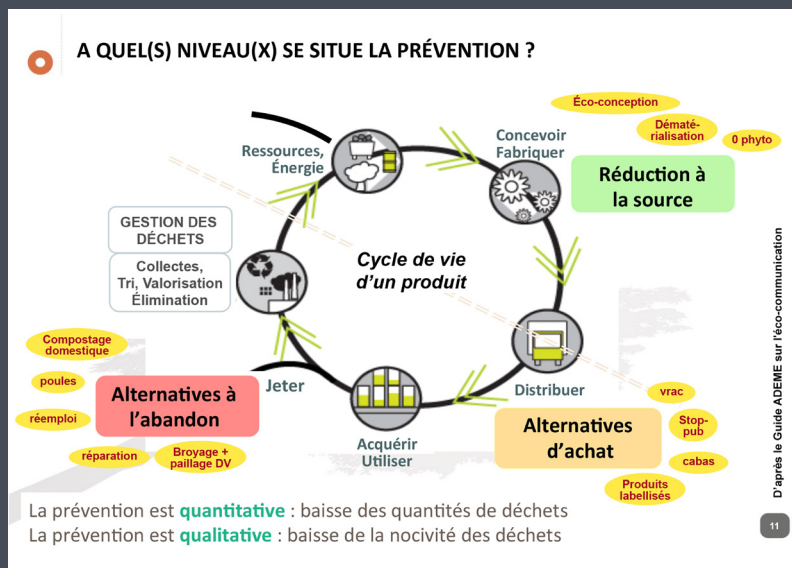 A QUEL(S) NIVEAU(X) SE SITUE LA PRÉVENTION ?
Éco-conception
Dématé-
rialisation
0 phyto
Concevoir
Fabriquer
Ressources,
Énergie
Réduction à
la source
GESTION DES
DÉCHETS
Collectes,
Tri, Valorisation
Élimination
Cycle de vie
d'un produit
Compostage
domestique
poules
réemploi
réparation
Broyage +
paillage DV
Alternatives à
l'abandon
Jeter
Acquérir
Utiliser
Distribuer
Alternatives
d'achat
vrac
Stop-
pub
cabas
Produits
labellisés
D'après le Guide ADEME sur l'éco-communication
La prévention est quantitative : baisse des quantités de déchets
La prévention est qualitative : baisse de la nocivité des déchets
11